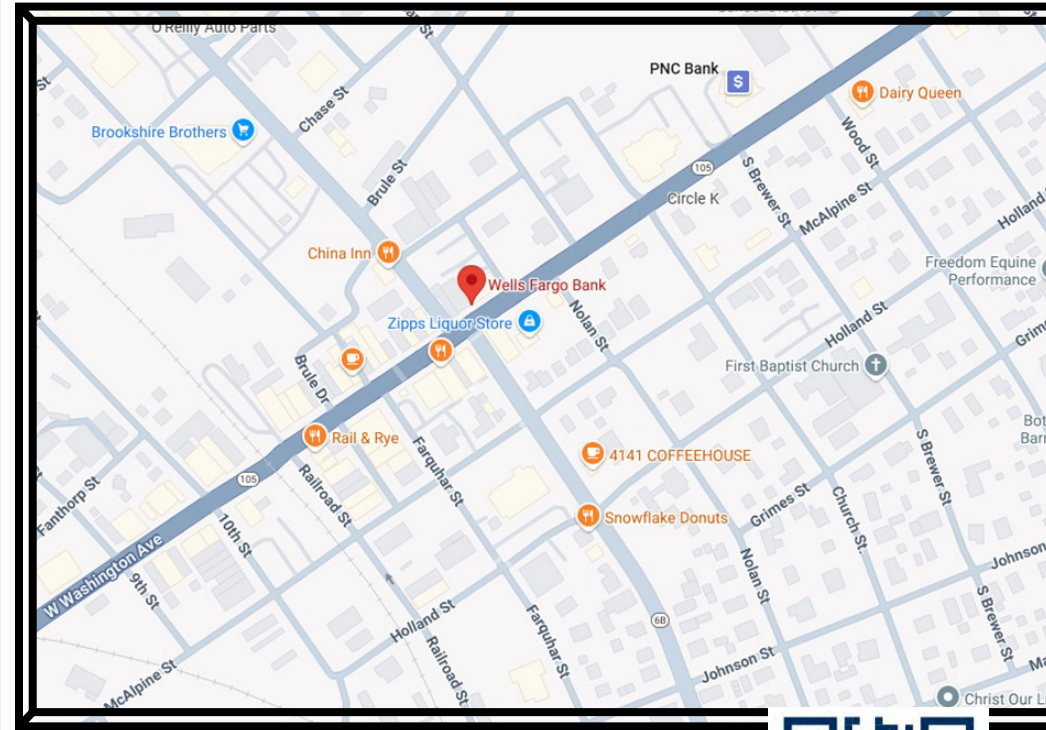 O'Reilly Auto Parts
St
PNC Bank
$
Dairy Queen
Chase St
Brookshire Brothers
Wood St
105
S Brewer St
Brule St
Circle K
McAlpine St
Holland
China Inn
Freedom Equine
Performance
Wells Fargo Bank
Zipps Liquor Store
Nolan St
Holland St
Grimes
Brule Dr
First Baptist Church
Rail & Rye
Farquhar St
4141 COFFEEHOUSE
S Brewer St
105
Fanthorp St
Railroad St
Grimes St
Church St.
10th St
Snowflake Donuts
W Washington Ave
9th St
Nolan St
Johnson
Holland St
6B
S Brewer St
Farquhar St
Railroad St
Johnson St
McAlpine St
Christ Our